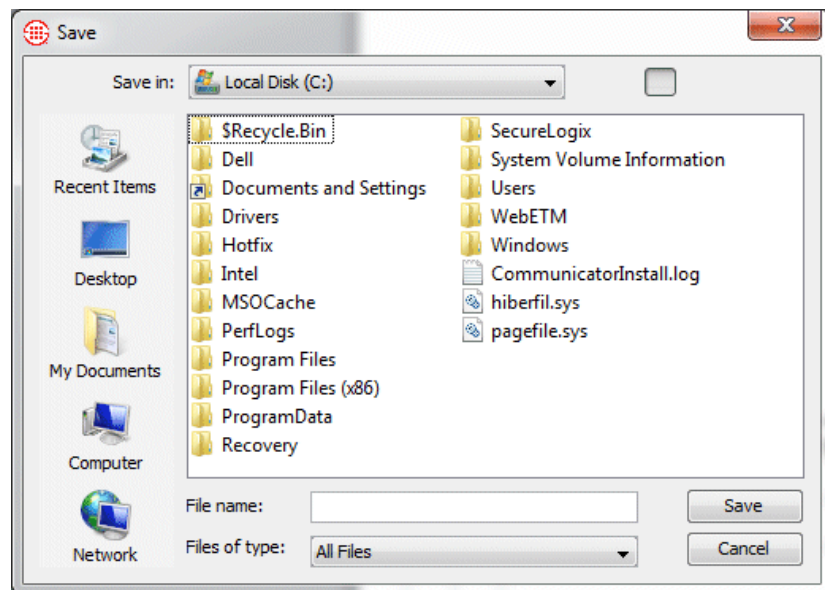 Save
Save in:
Local Disk (C:)
Recent Items
Desktop
My Documents
Computer
Network
$Recycle.Bin
Dell
Documents and Settings
Drivers
Hotfix
Intel
MSOCache
PerfLogs
Program Files
Program Files (x86)
ProgramData
Recovery
SecureLogix
System Volume Information
Users
WebETM
Windows
CommunicatorInstall.log
hiberfil.sys
pagefile.sys
File name:
Save
Files of type:
All Files
Cancel